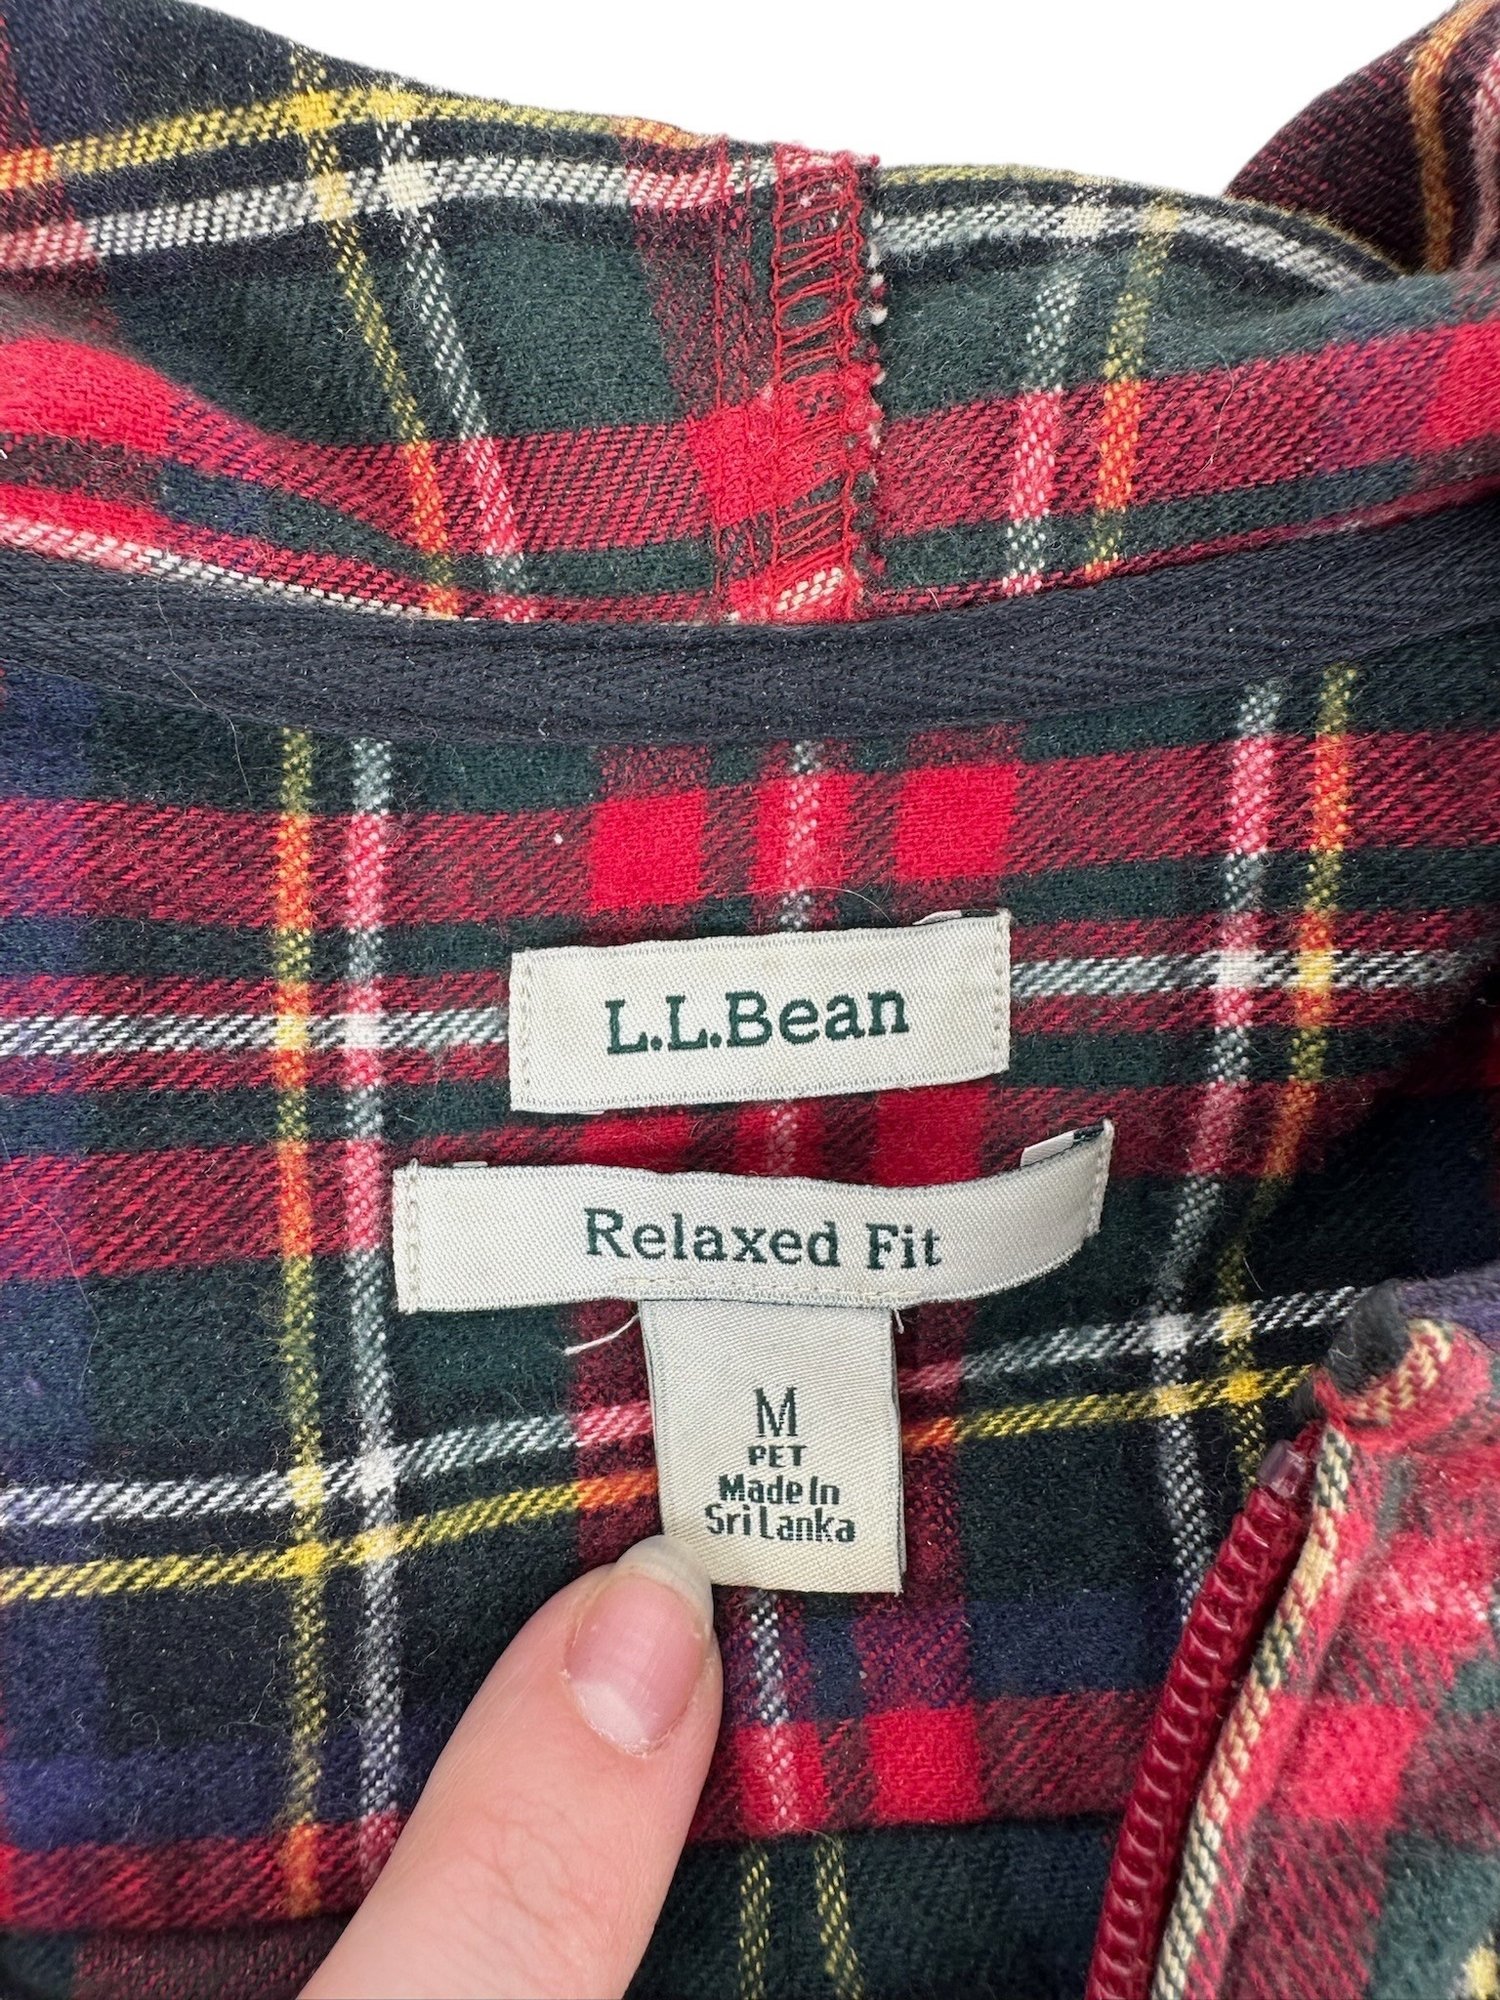 L.L.Bean
Relaxed Fit
M
PET
Made In
Sri Lanka